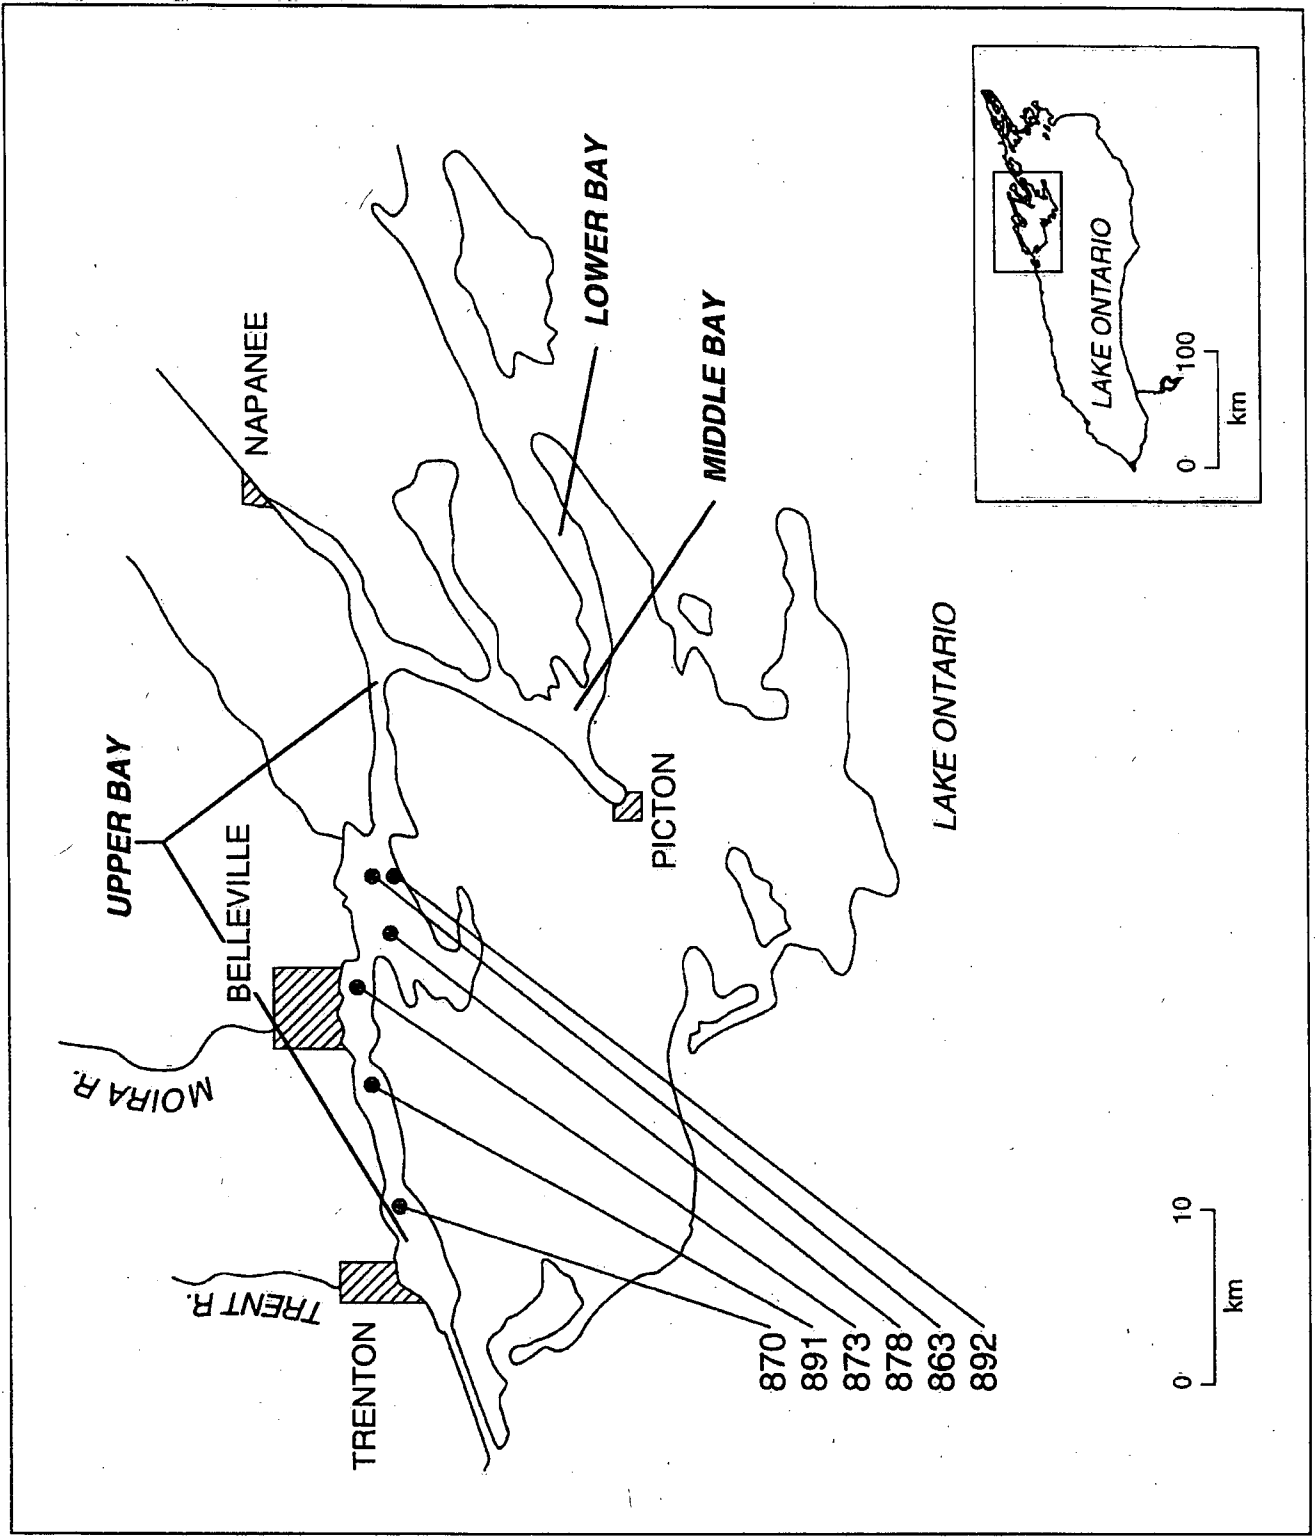 UPPER BAY
MOIRA R.
BELLEVILLE
NAPANEE
TRENT R.
TRENTON
LOWER BAY
MIDDLE BAY
PICTON
870
891
873
878
863
892
LAKE ONTARIO
0 10
km
LAKE ONTARIO
0 100
km